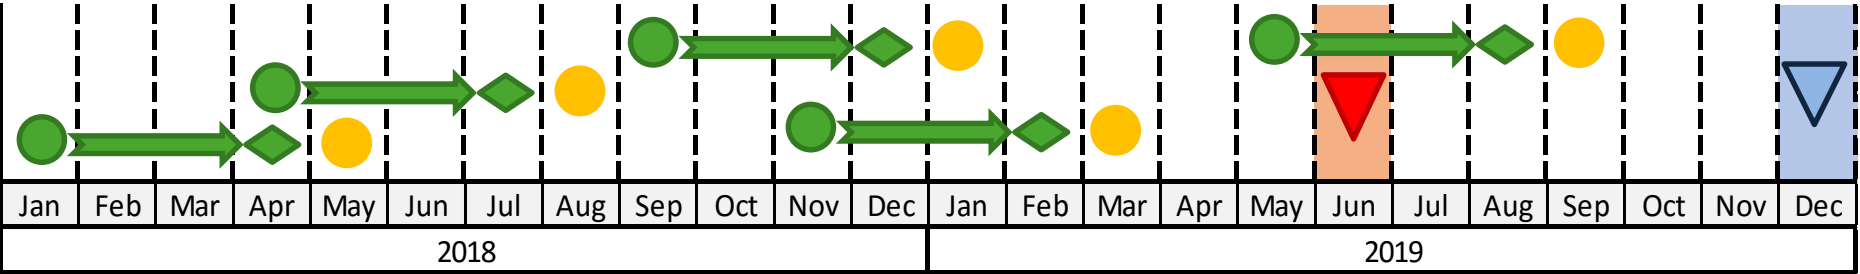 Jan Feb Mar Apr May Jun Jul Aug Sep Oct Nov Dec Jan Feb Mar Apr May Jun Jul Aug Sep Oct Nov Dec
2018 2019